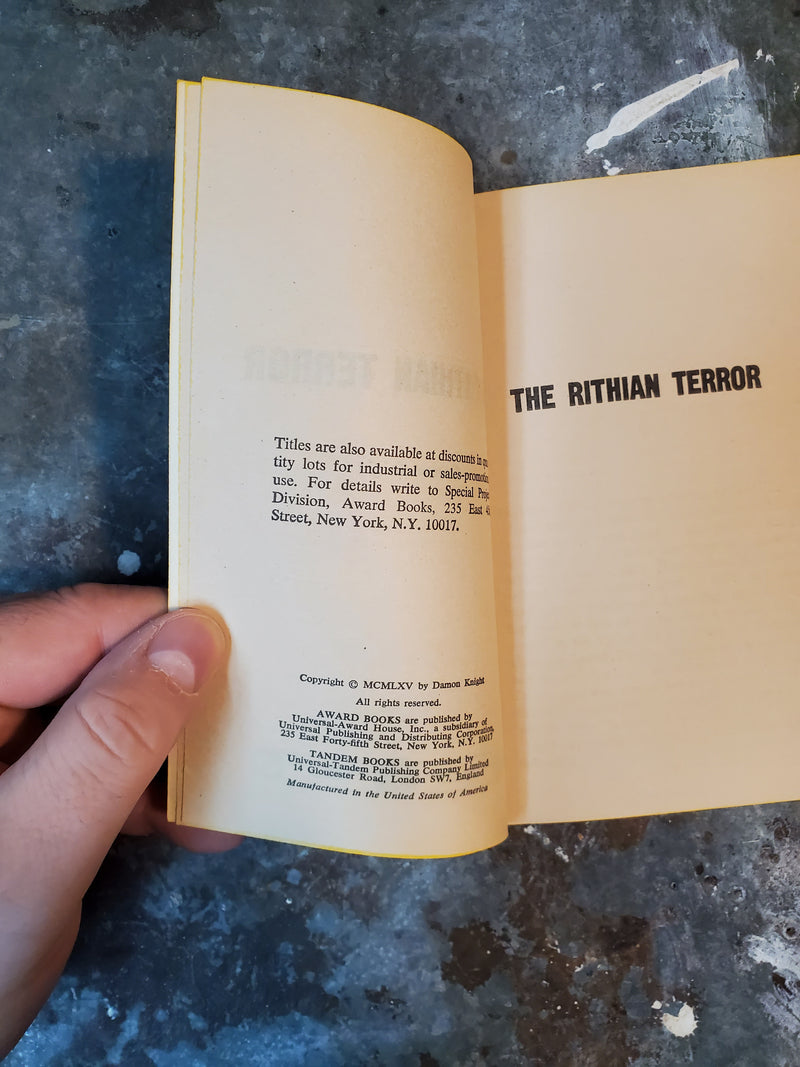 Titles are also available at discounts in
tity lots for industrial or sales-promotion
use. For details write to Special
Division, Award Books, 235 East
Street, New York, N.Y. 10017.
Copyright © MCMLXV by Damon Knight
All rights reserved.
AWARD BOOKS are published by
Universal-Award House, Inc., a subsidiary of
Universal Publishing and Distributing Corporation,
235 East Forty-fifth Street, New York, N.Y. 10017
TANDEM BOOKS are published by
Universal-Tandem Publishing Company Limited
14 Gloucester Road, London SW7, England
Manufactured in the United States of America
THE RITHIAN TERROR